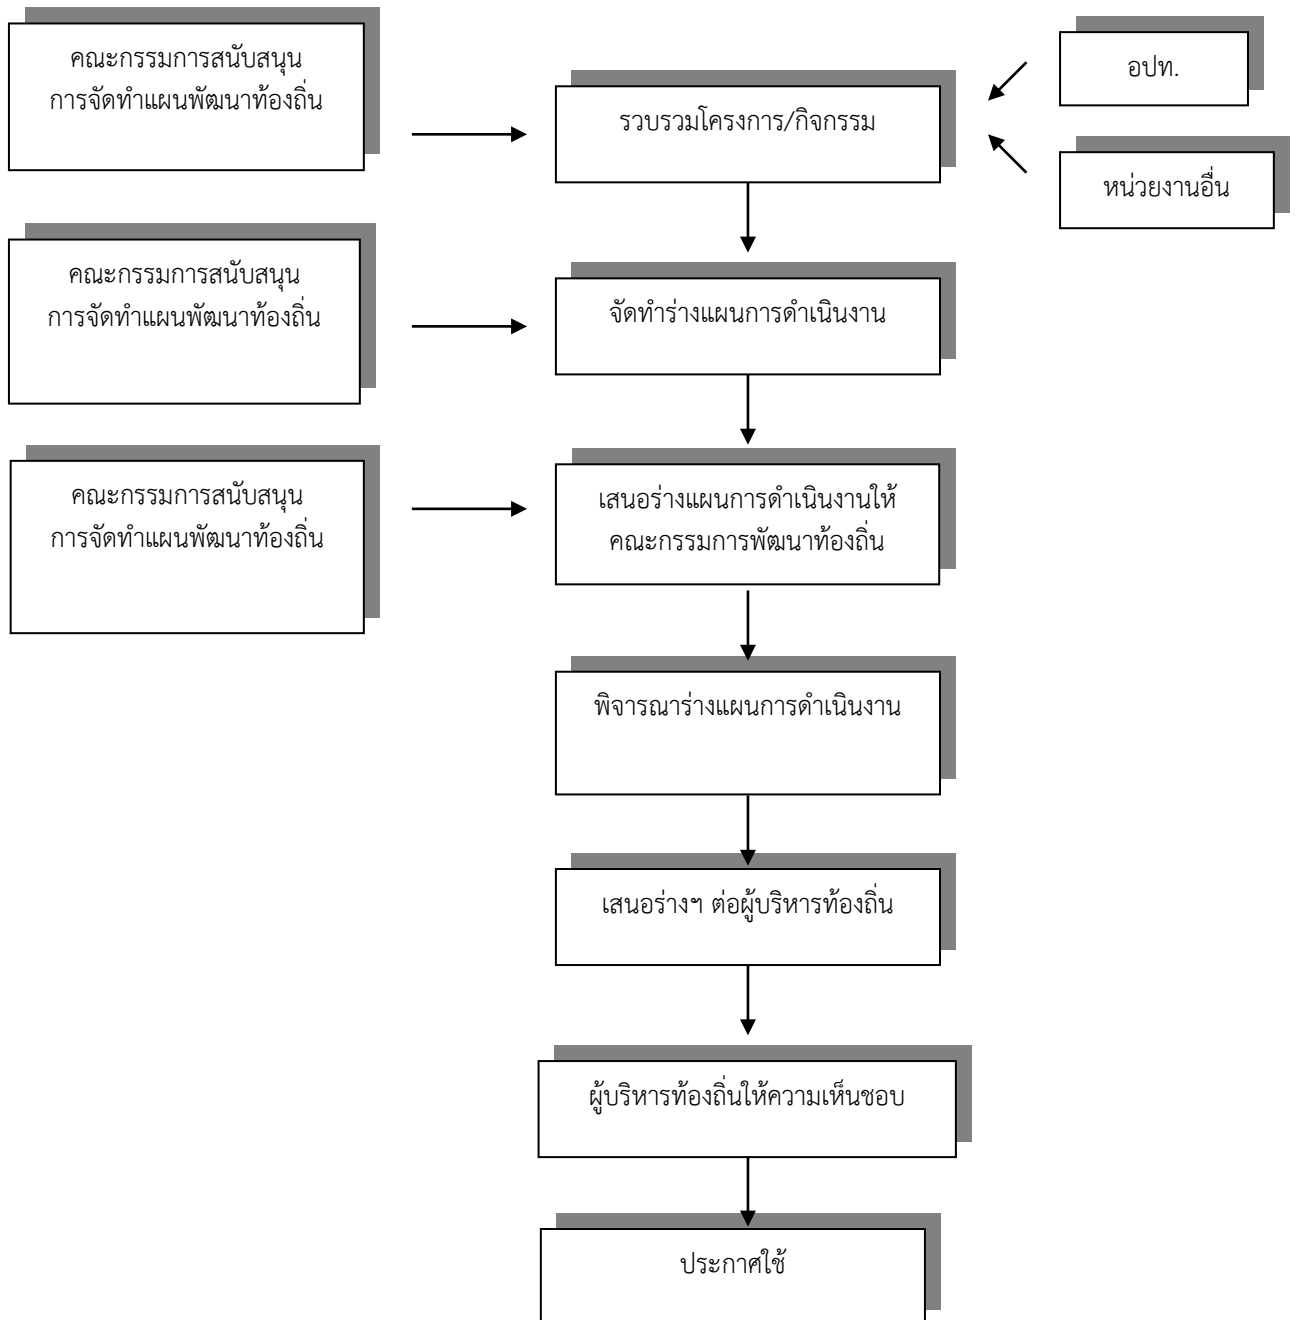 คณะกรรมการสนับสนุน
การจัดทำแผนพัฒนาท้องถิ่น
รวบรวมโครงการ/กิจกรรม
อปท.
หน่วยงานอื่น
คณะกรรมการสนับสนุน
การจัดทำแผนพัฒนาท้องถิ่น
จัดทำร่างแผนการดำเนินงาน
คณะกรรมการสนับสนุน
การจัดทำแผนพัฒนาท้องถิ่น
เสนอร่างแผนการดำเนินงานให้
คณะกรรมการพัฒนาท้องถิ่น
พิจารณาร่างแผนการดำเนินงาน
เสนอร่างฯ ต่อผู้บริหารท้องถิ่น
ผู้บริหารท้องถิ่นให้ความเห็นชอบ
ประกาศใช้